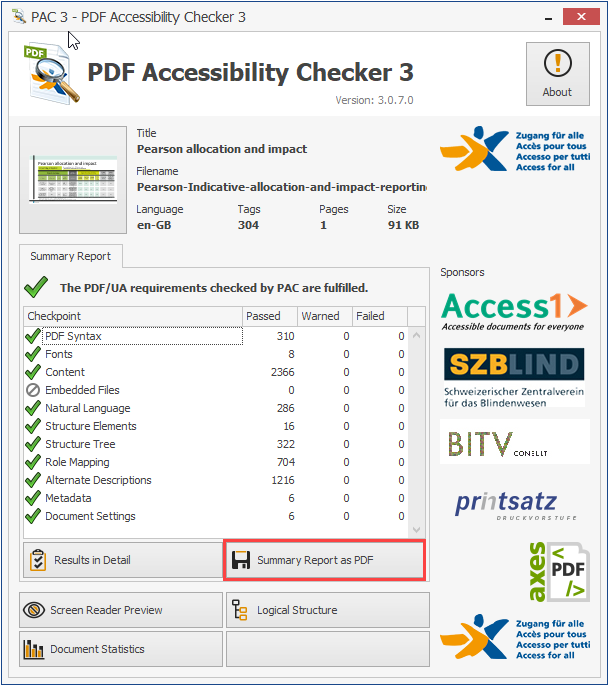 PAC 3 - PDF Accessibility Checker 3
PDF
PDF Accessibility Checker 3
Version: 3.0.7.0
About
Pearson allocation and impact
Title
Pearson allocation and impact
Filename
Pearson-Indicative-allocation-and-impact-reporting
Language Tags Pages Size
en-GB 304 1 91 KB
Zugang für alle
Accès pour tous
Accesso per tutti
Access for all
Summary Report
The PDF/UA requirements checked by PAC are fulfilled.
Checkpoint Passed Warned Failed
PDF Syntax 310 0 0
Fonts 8 0 0
Content 2366 0 0
Embedded Files 0 0 0
Natural Language 286 0 0
Structure Elements 16 0 0
Structure Tree 322 0 0
Role Mapping 704 0 0
Alternate Descriptions 1216 0 0
Metadata 6 0 0
Document Settings 6 0 0
Results in Detail
Summary Report as PDF
Screen Reader Preview
Logical Structure
Document Statistics
Sponsors
Access1
Accessible documents for everyone
SZBLIND
Schweizerischer Zentralverein
für das Blindenwesen
BITV CONSULT
printsatz
DRUCKVORSTUFE
axes
<
PDF
/>
Zugang für alle
Accès pour tous
Accesso per tutti
Access for all